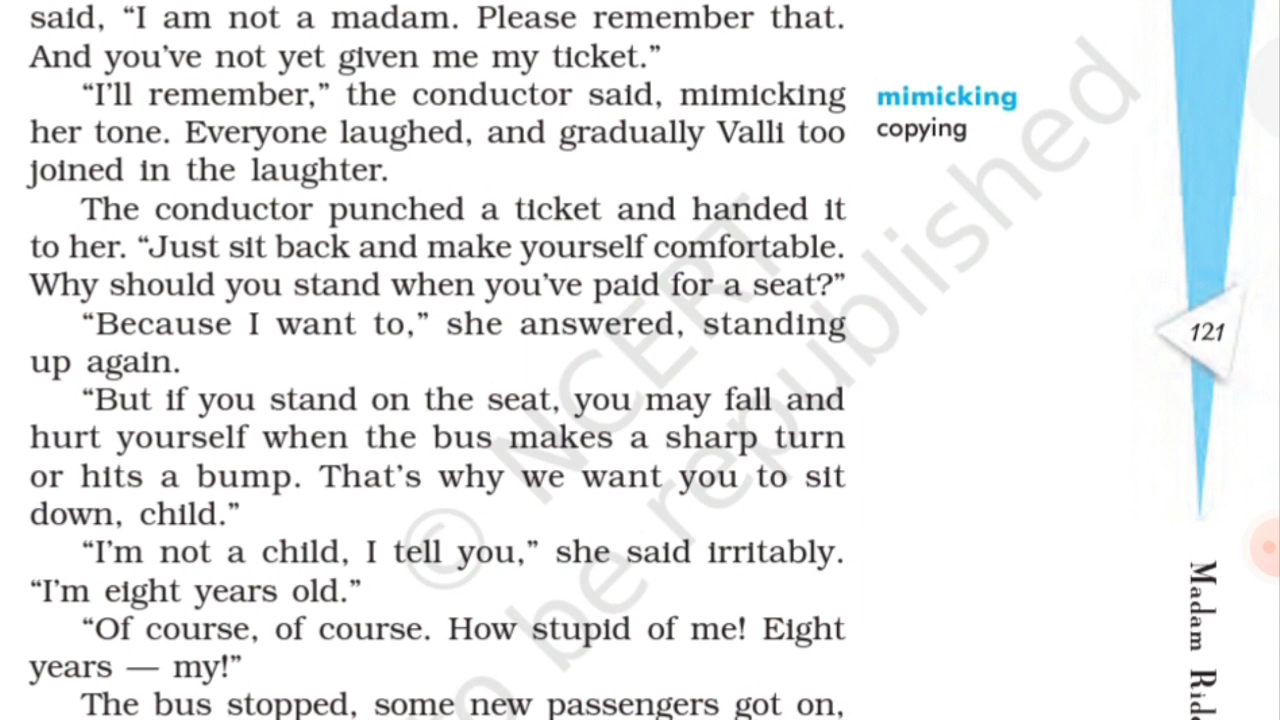 said, “I am not a madam. Please remember that.
And you’ve not yet given me my ticket.”
“I’ll remember,” the conductor said, mimicking
her tone. Everyone laughed, and gradually Valli too
joined in the laughter.
The conductor punched a ticket and handed it
to her. “Just sit back and make yourself comfortable.
Why should you stand when you’ve paid for a seat?”
“Because I want to,” she answered, standing
up again.
“But if you stand on the seat, you may fall and
hurt yourself when the bus makes a sharp turn
or hits a bump. That’s why we want you to sit
down, child.”
“I’m not a child, I tell you,” she said irritably.
“I’m eight years old.”
“Of course, of course. How stupid of me! Eight
years — my!”
The bus stopped, some new passengers got on,
mimicking
copying
121
Madam
© NCERT
be republished